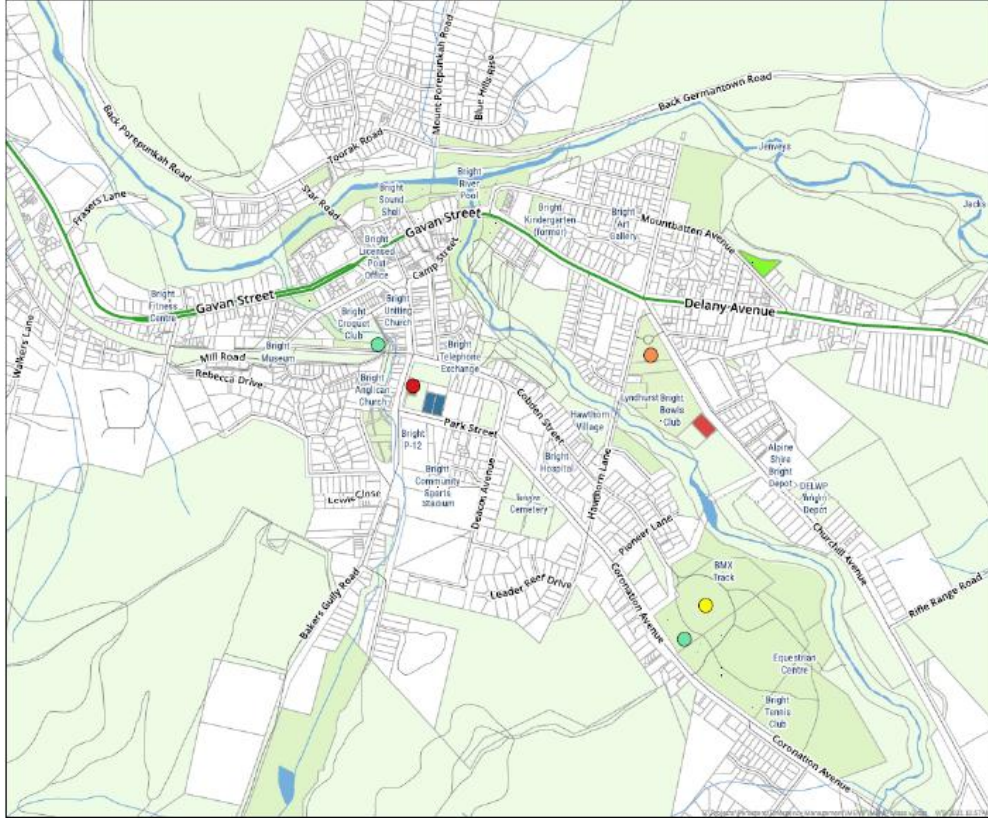 Mount Porepunkah Road
Blue Hills Rise
Back Germantown Road
Back Porepunkah Road
Toorak Road
Jenveys
Frasers Lane
Star Road
Bright
Sound
Shell
Bright
River
Pool
Jacks
Gavan Street
Bright
Kindergarten
(former)
Bright
Art
Gallery
Mountbatten Avenue
Bright
Licensed
Post
Office
Camp Street
Bright
Fitness
Centre
Gavan Street
Bright
Uniting
Church
Delany Avenue
Bright
Croquet
Club
Walkers Lane
Mill Road
Bright
Museum
Bright
Telephone
Exchange
Rebecca Drive
Bright
Anglican
Church
Cobden Street
Lyndhurst
Bright
Bowls
Club
Hawthorn
Village
Park Street
Bright
P-12
Bright
Hospital
Alpine
Shire
Bright
Depot
Bright
Community
Sports
Stadium
Deacon Avenue
Hawthorn Lane
DELWP
Bright
Depot
Lewis Close
Cemetery
Pioneer Lane
Churchill Avenue
BMX
Track
Leader Reef Drive
Coronation Avenue
Rifle Range Road
Bakers Gully Road
Equestrian
Centre
Bright
Tennis
Club
Coronation Avenue